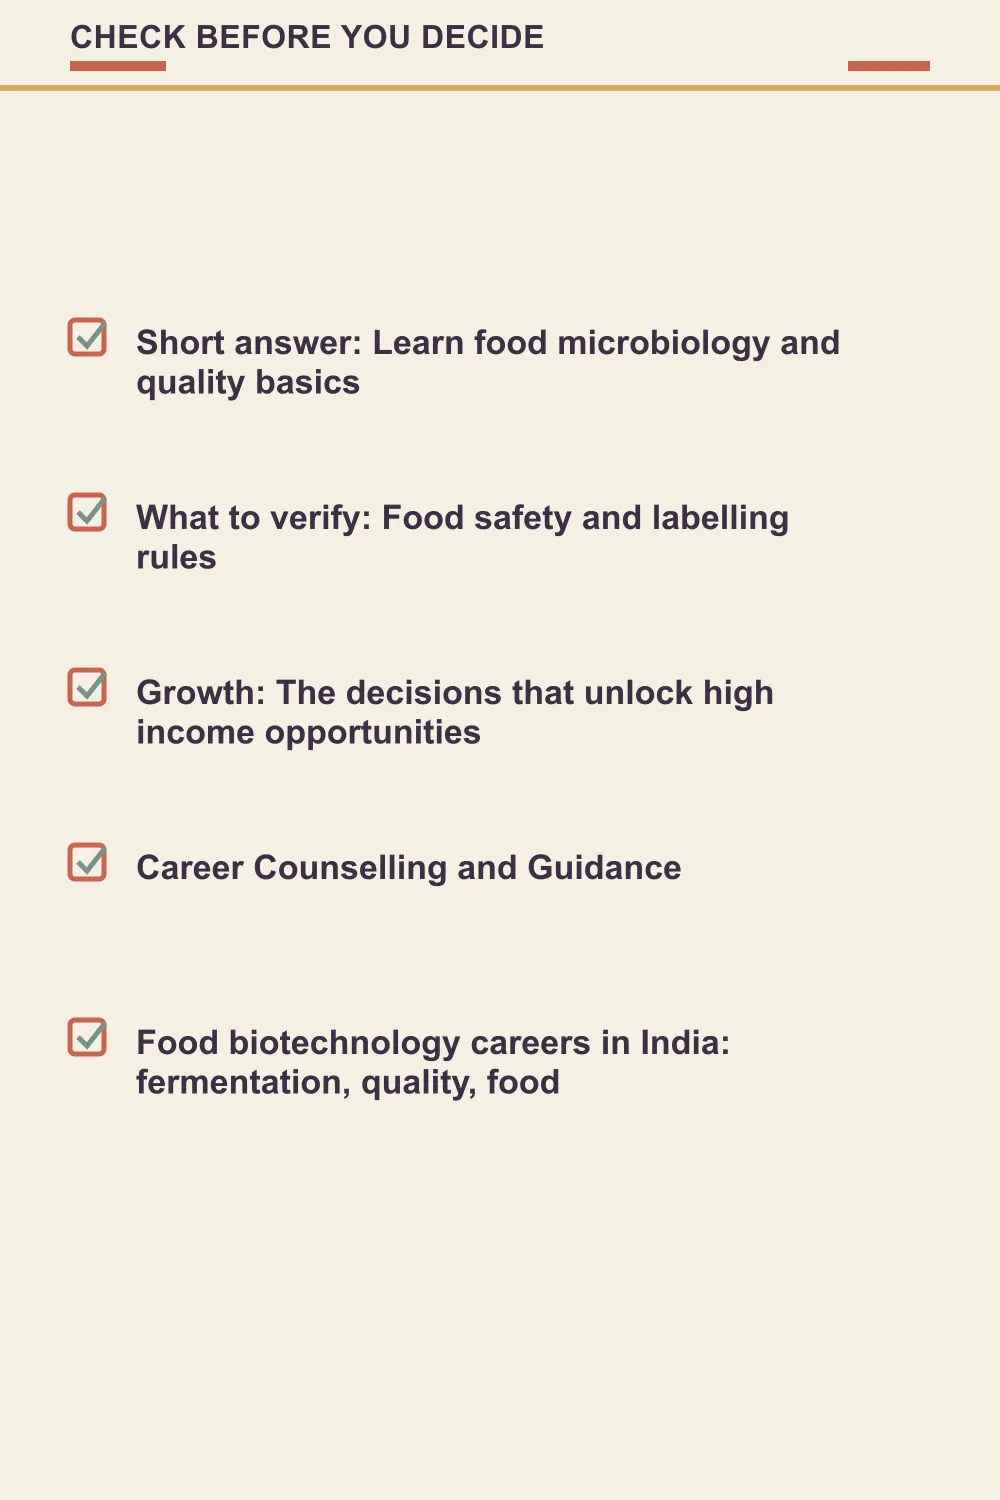 CHECK BEFORE YOU DECIDE
Short answer: Learn food microbiology and
quality basics
What to verify: Food safety and labelling
rules
Growth: The decisions that unlock high
income opportunities
Career Counselling and Guidance
Food biotechnology careers in India:
fermentation, quality, food